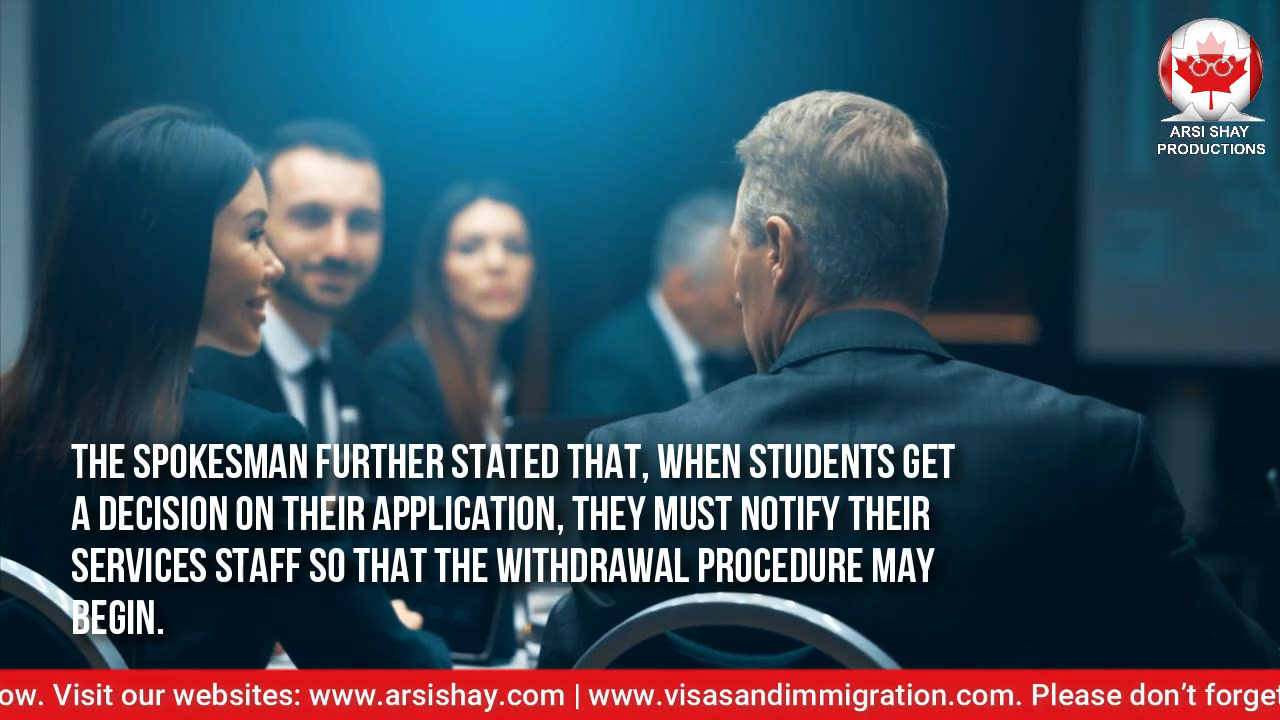 ARSI SHAY
PRODUCTIONS
THE SPOKESMAN FURTHER STATED THAT, WHEN STUDENTS GET
A DECISION ON THEIR APPLICATION, THEY MUST NOTIFY THEIR
SERVICES STAFF SO THAT THE WITHDRAWAL PROCEDURE MAY
BEGIN.
ow. Visit our websites: www.arsishay.com | www.visasandimmigration.com. Please don’t forget